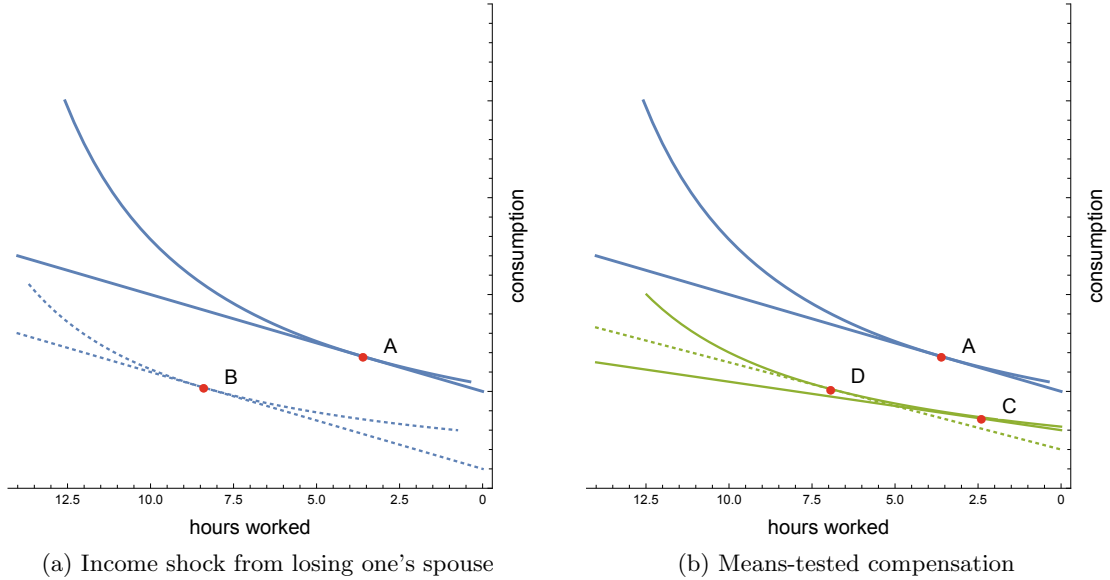 A
B
consumption
12.5 10.0 7.5 5.0 2.5 0
hours worked
(a) Income shock from losing one's spouse
A
D
C
consumption
12.5 10.0 7.5 5.0 2.5 0
hours worked
(b) Means-tested compensation